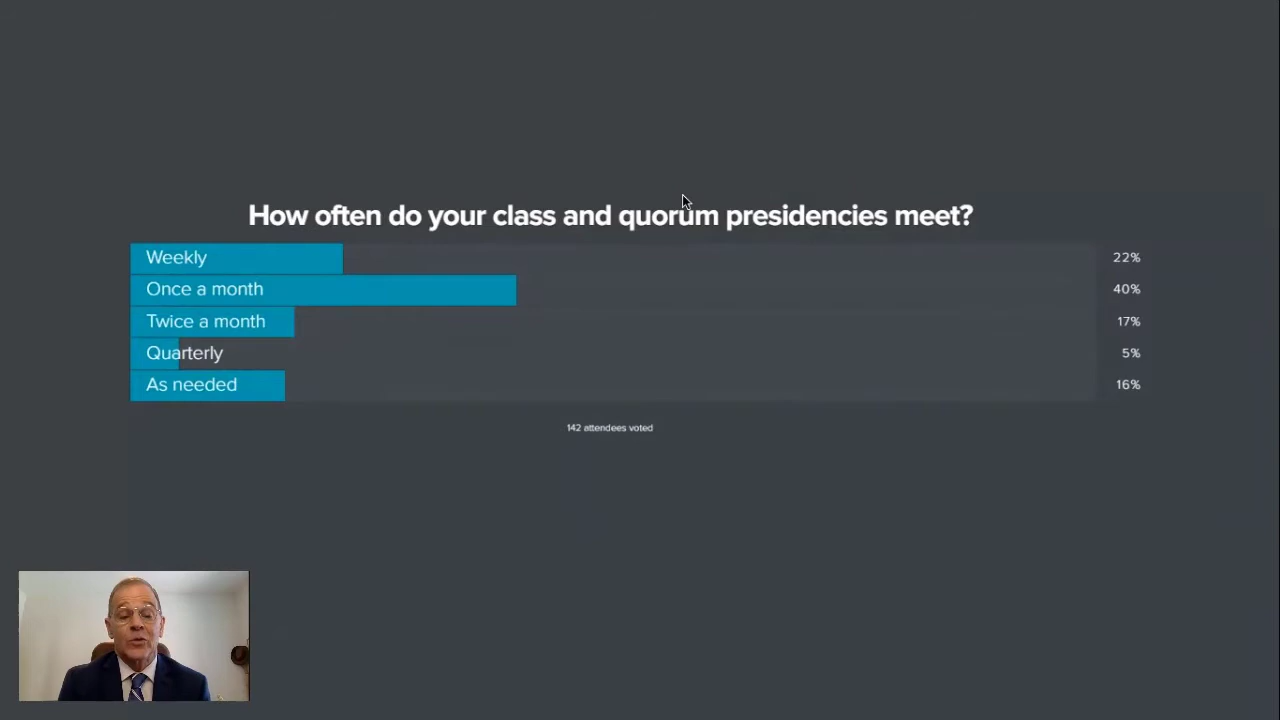 How often do your class and quorum presidencies meet?
Weekly 22%
Once a month 40%
Twice a month 17%
Quarterly 5%
As needed 16%
142 attendees voted